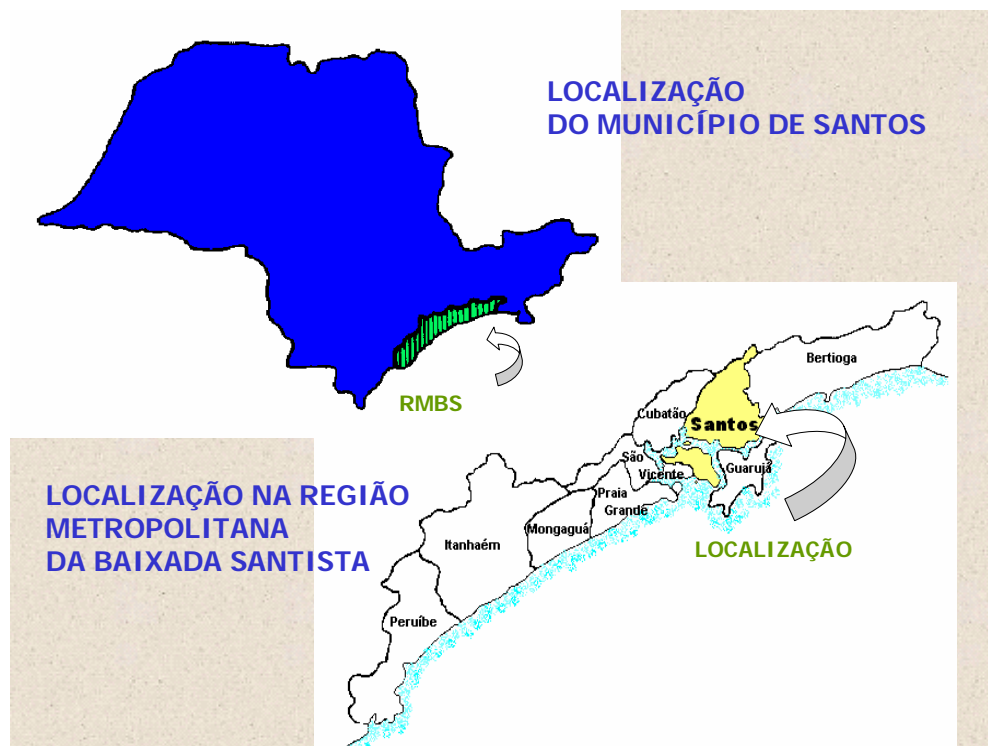 LOCALIZAÇÃO
DO MUNICÍPIO DE SANTOS
RMBS
LOCALIZAÇÃO NA REGIÃO
METROPOLITANA
DA BAIXADA SANTISTA
Bertioga
Cubatão
Santos
São
Vicente
Guarujá
Praia
Grande
Mongaguá
Itanhaém
Peruíbe
LOCALIZAÇÃO